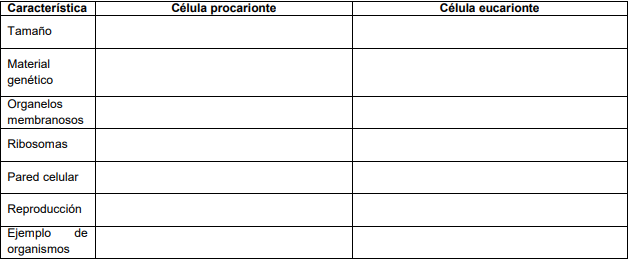 Característica Célula procarionte Célula eucarionte
Tamaño
Material
genético
Organelos
membranosos
Ribosomas
Pared celular
Reproducción
Ejemplo de
organismos